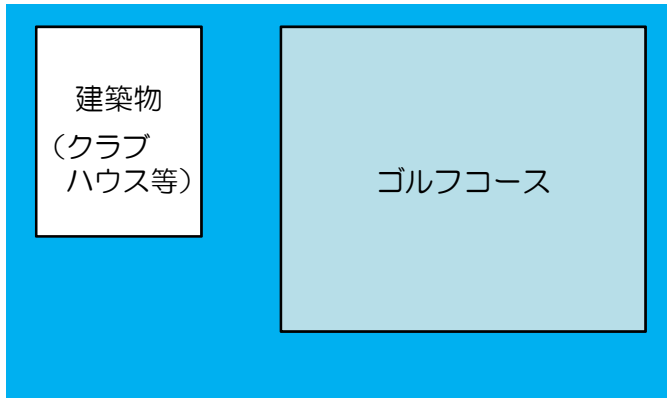 建築物
（クラブ
ハウス等）
ゴルフコース